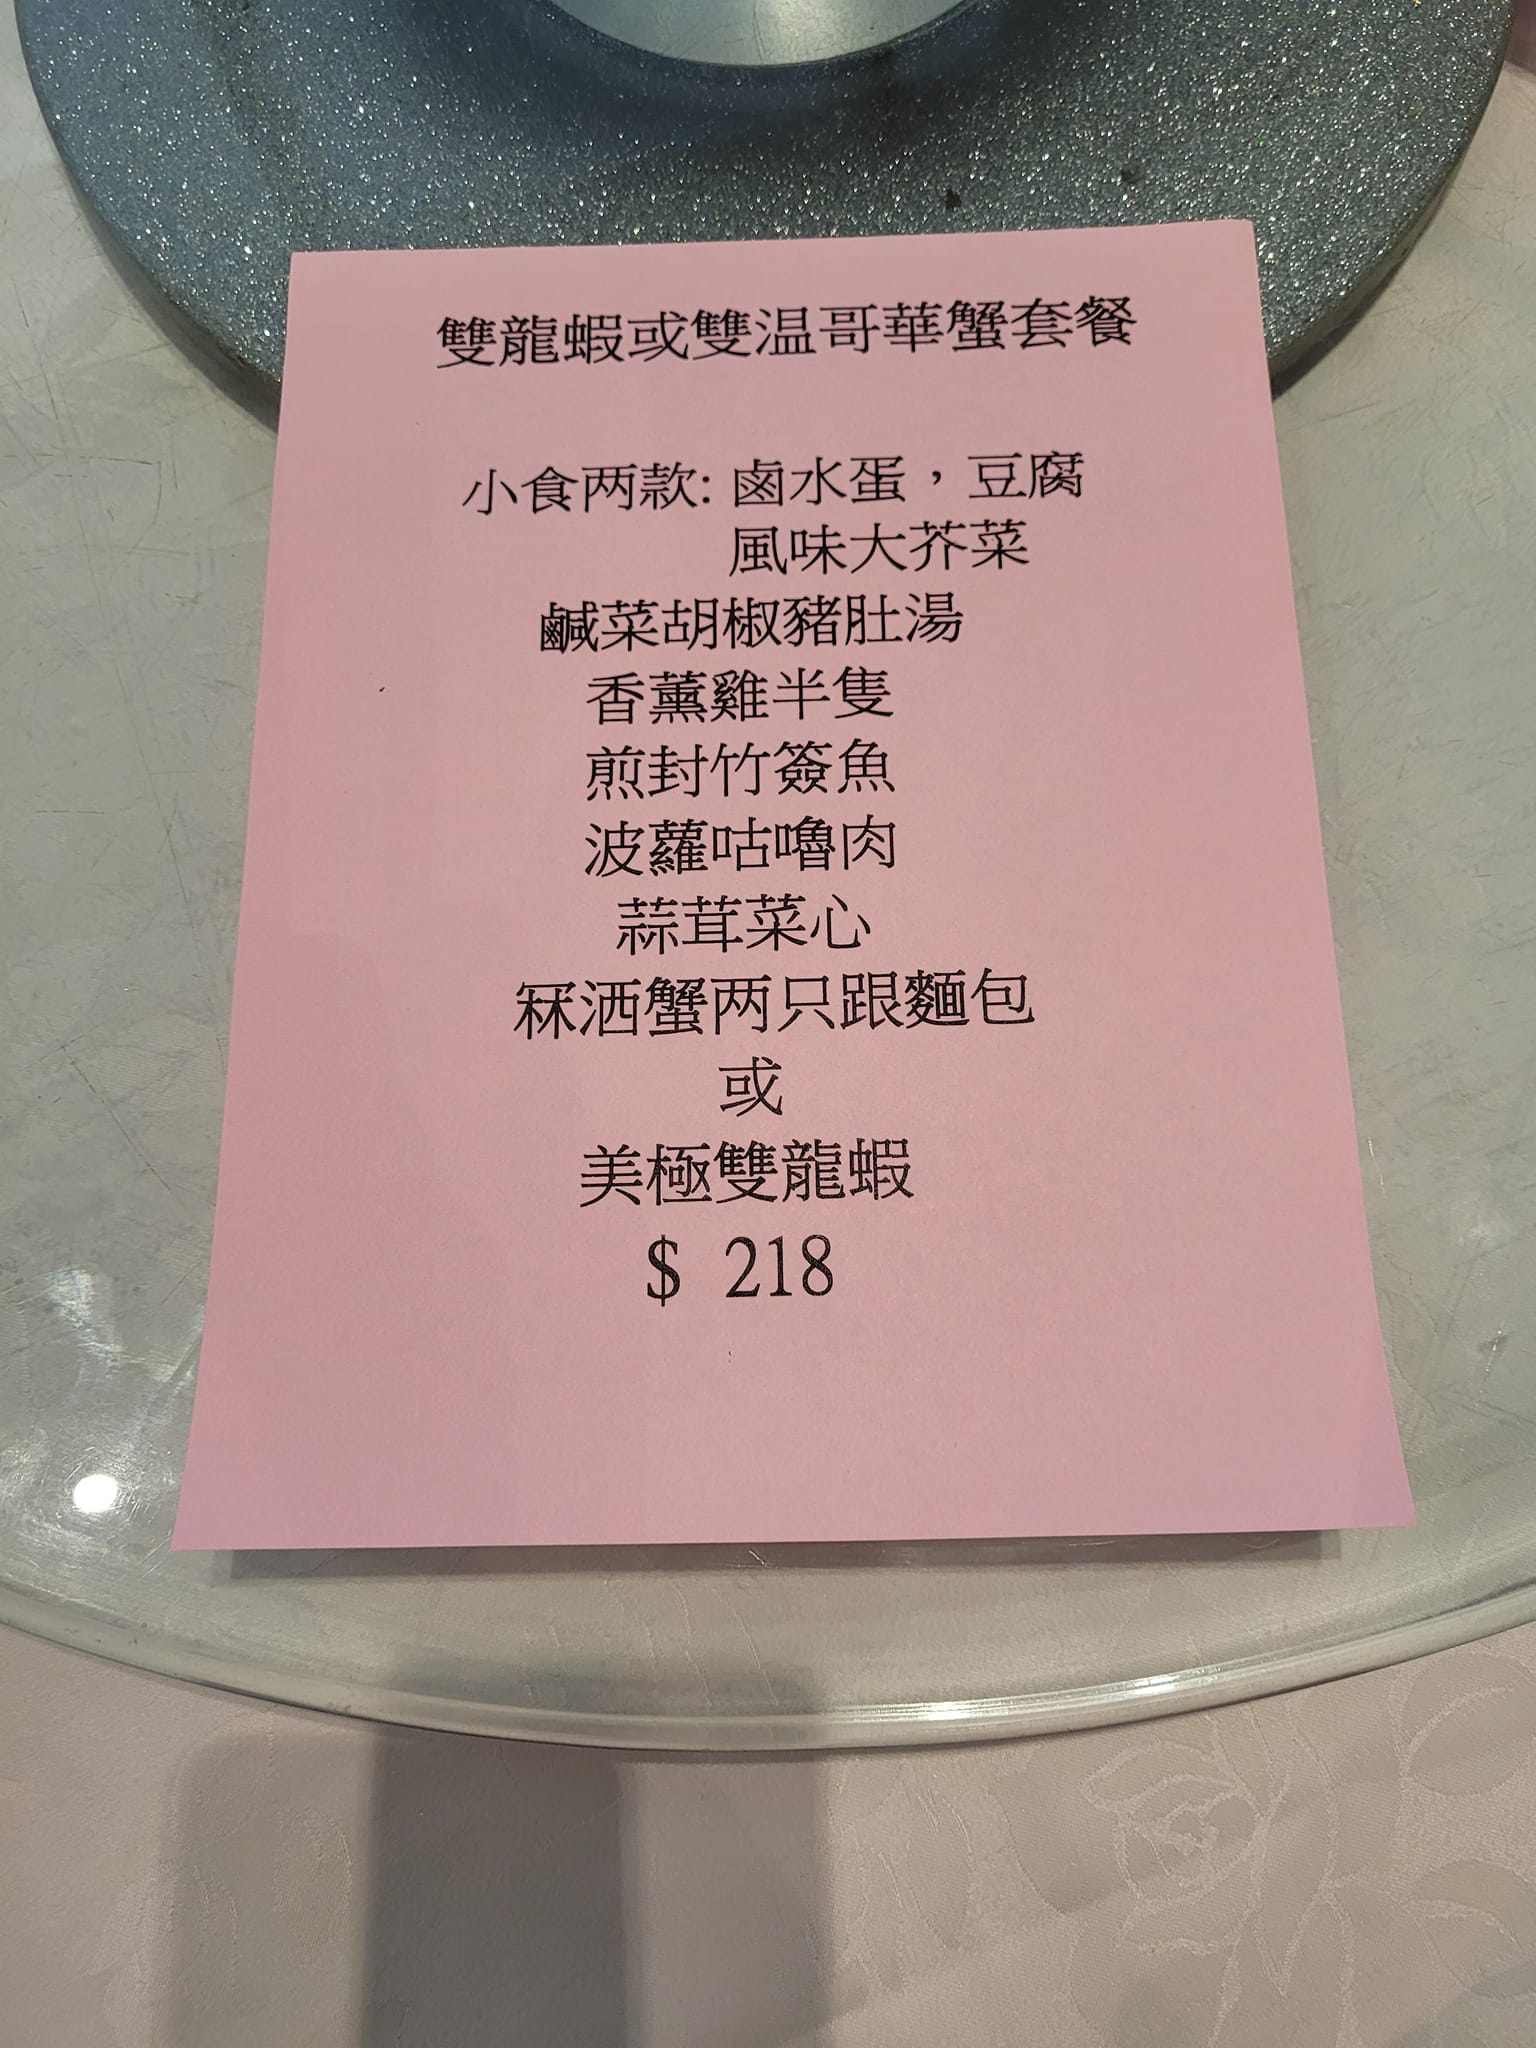 雙龍蝦或雙温哥華蟹套餐
小食两款: 鹵水蛋，豆腐
風味大芥菜
鹹菜胡椒豬肚湯
香薰雞半隻
煎封竹簽魚
波蘿咕嚕肉
蒜茸菜心
冧洒蟹两只跟麵包
或
美極雙龍蝦
$ 218